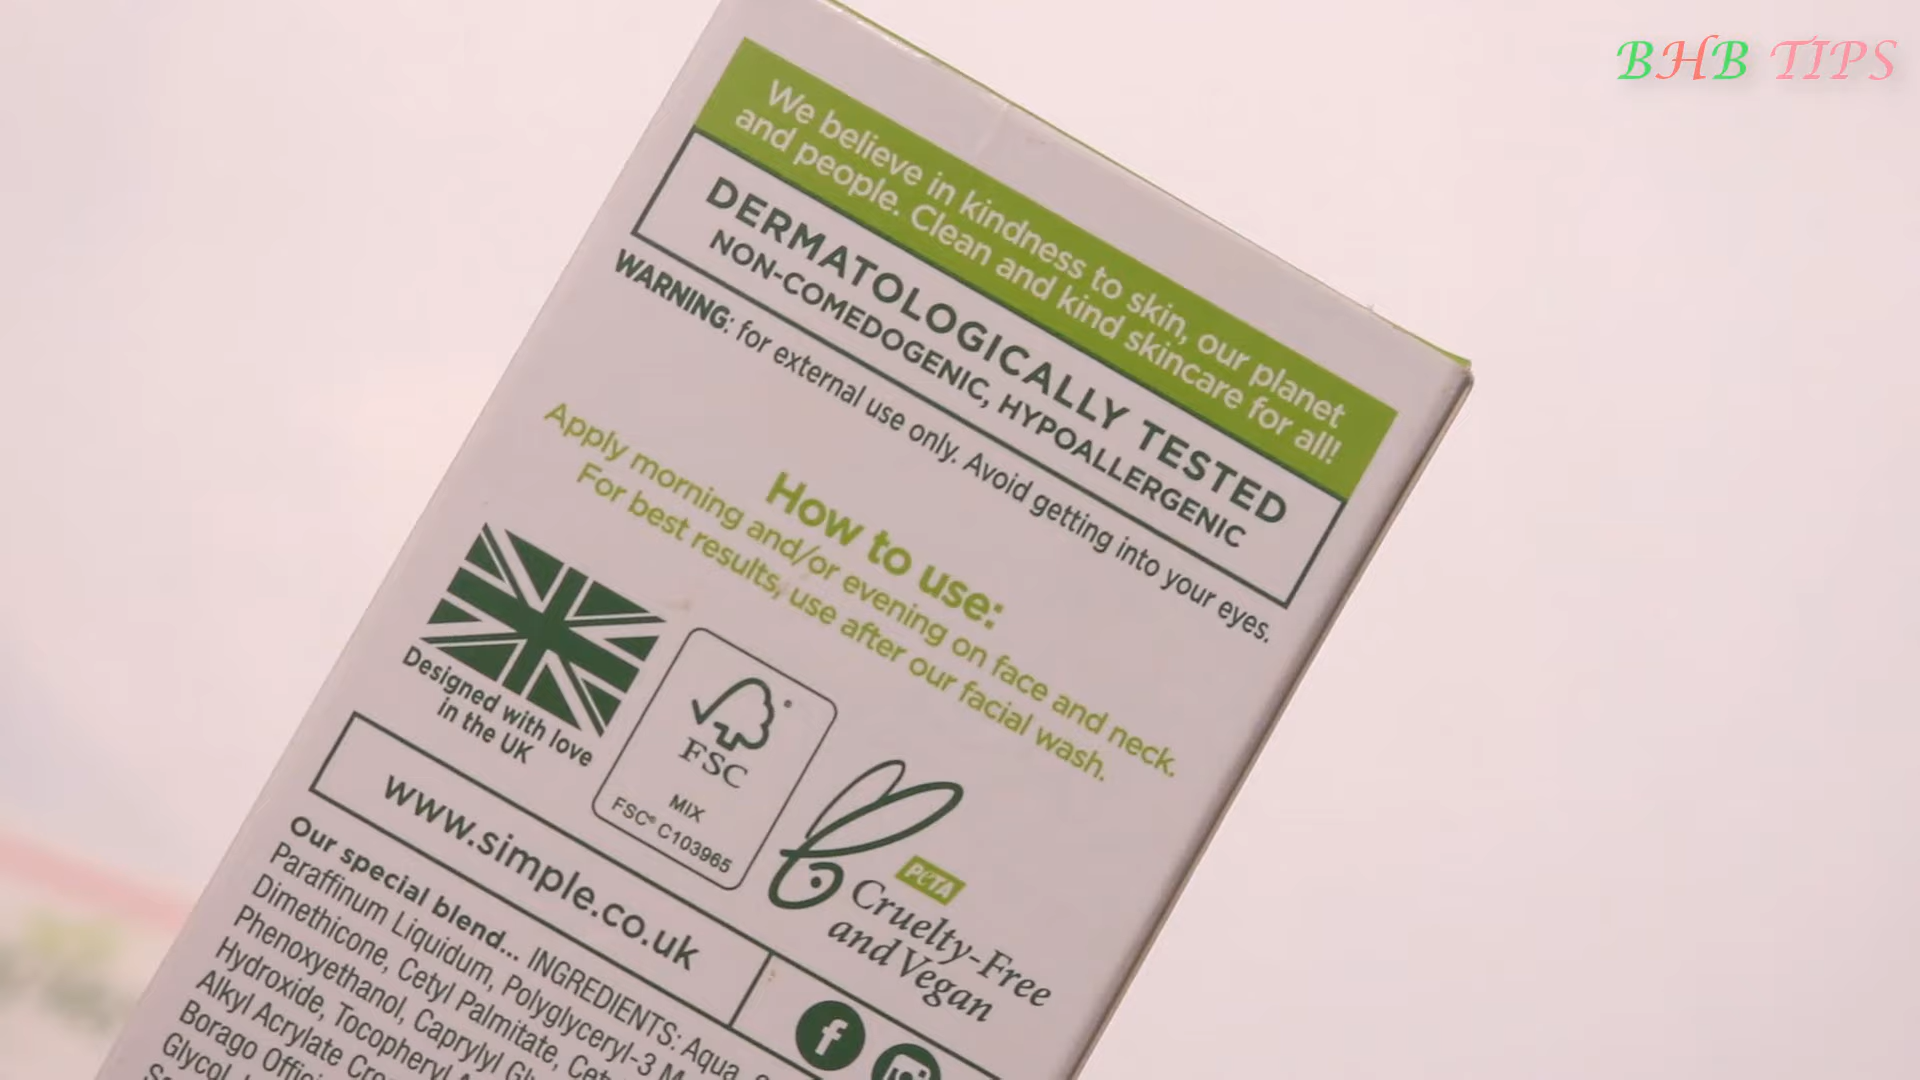 BHB TIPS
We believe in kindness to skin, our planet
and people. Clean and kind skincare for all!
DERMATOLOGICALLY TESTED
NON-COMEDOGENIC, HYPOALLERGENIC
WARNING: for external use only. Avoid getting into your eyes.
How to use:
Apply morning and/or evening on face and neck.
For best results, use after our facial wash.
Designed with love
in the UK
FSC
MIX
FSC® C103965
PETA
Cruelty-Free
and Vegan
www.simple.co.uk
Our special blend... INGREDIENTS: Aqua,
Paraffinum Liquidum, Polyglyceryl-3
Dimethicone, Cetyl Palmitate,
Phenoxyethanol, Caprylyl
Hydroxide, Tocopheryl
Alkyl Acrylate
Borago
Glycol,